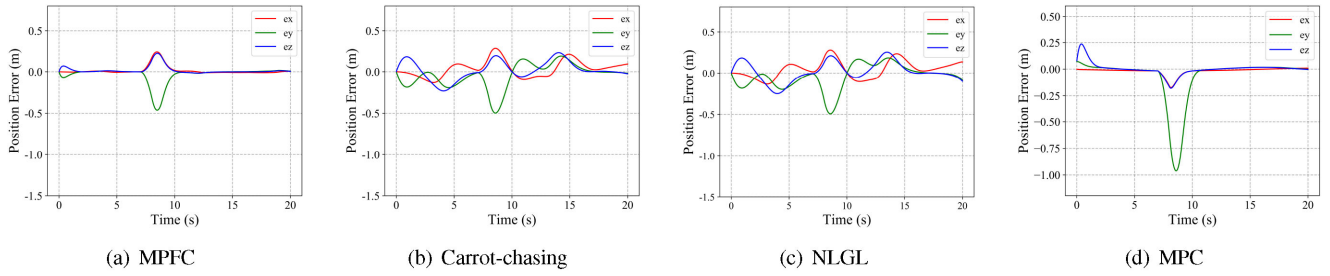 0.5
0.0
-0.5
-1.0
-1.5
Position Error (m)
ex
ey
ez
0 5 10 15 20
Time (s)
(a) MPFC
0.5
0.0
-0.5
-1.0
-1.5
Position Error (m)
ex
ey
ez
0 5 10 15 20
Time (s)
(b) Carrot-chasing
0.5
0.0
-0.5
-1.0
-1.5
Position Error (m)
ex
ey
ez
0 5 10 15 20
Time (s)
(c) NLGL
0.50
0.25
0.00
−0.25
−0.50
−0.75
−1.00
Position Error (m)
ex
ey
ez
0 5 10 15 20
Time (s)
(d) MPC